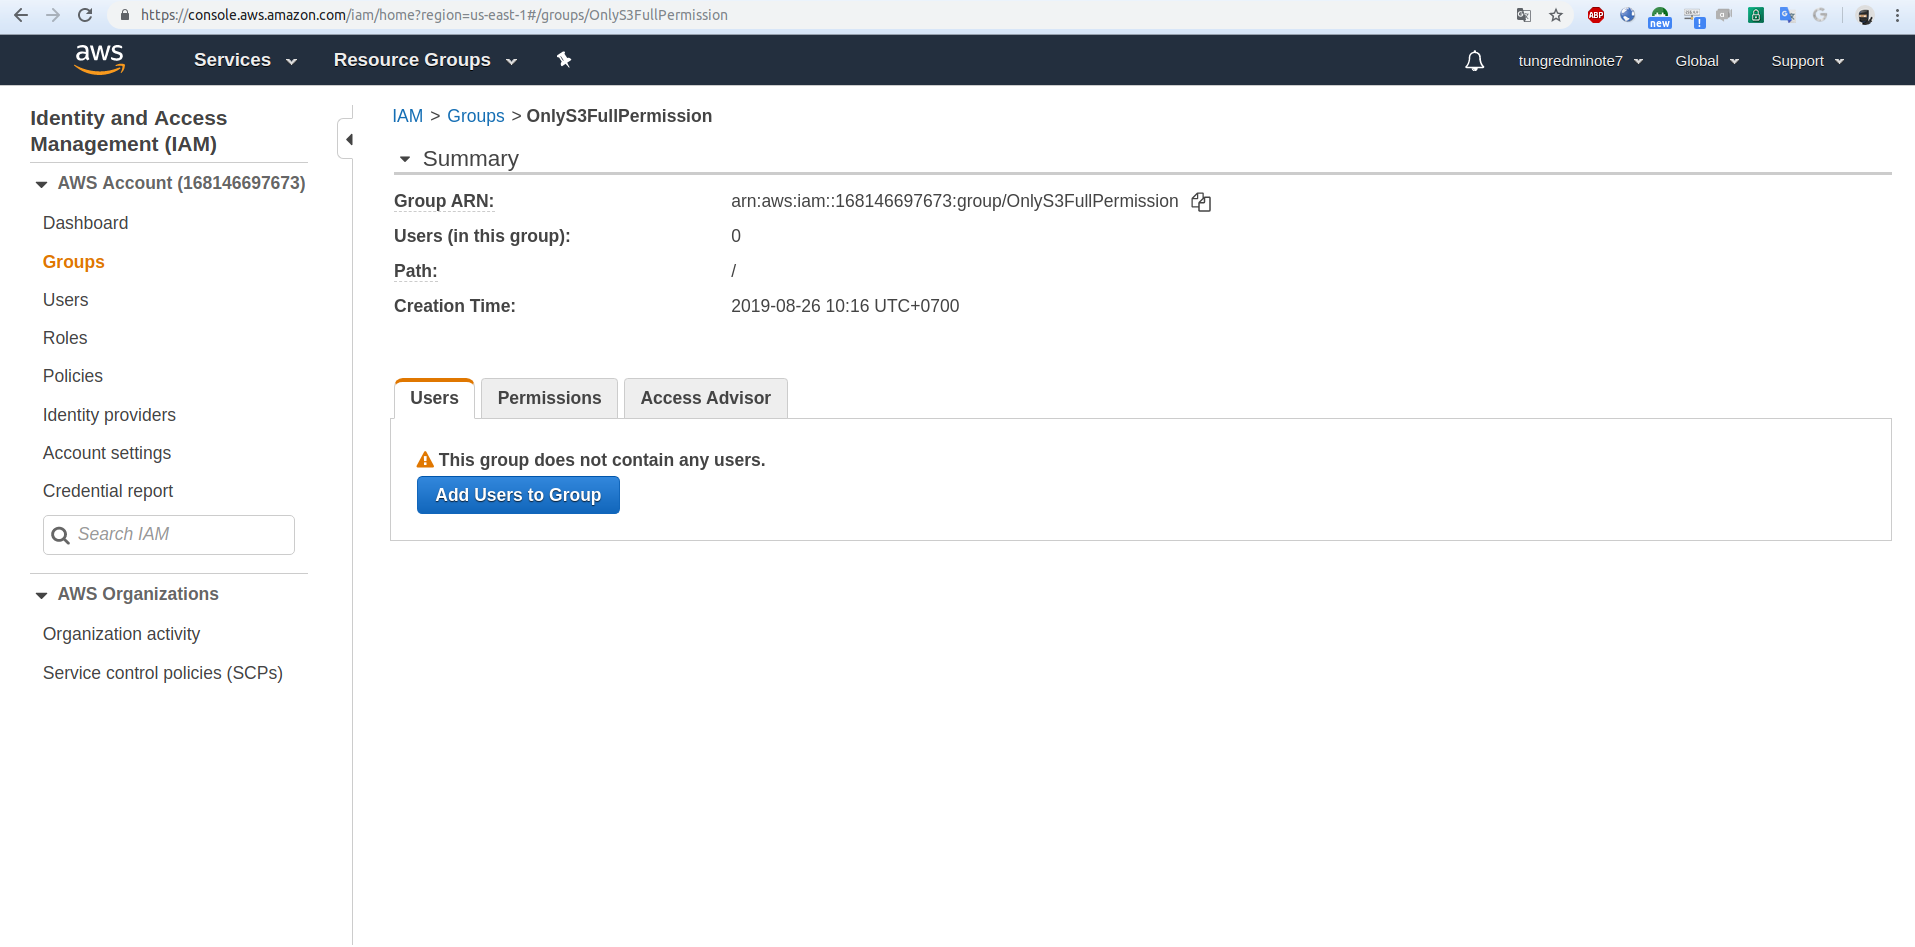 https://console.aws.amazon.com/iam/home?region=us-east-1#/groups/OnlyS3FullPermission
ABP
new
!
aws
Services
Resource Groups
tungredminote7
Global
Support
Identity and Access
Management (IAM)
AWS Account (168146697673)
Dashboard
Groups
Users
Roles
Policies
Identity providers
Account settings
Credential report
Search IAM
AWS Organizations
Organization activity
Service control policies (SCPs)
IAM > Groups > OnlyS3FullPermission
Summary
Group ARN: arn:aws:iam::168146697673:group/OnlyS3FullPermission
Users (in this group): 0
Path: /
Creation Time: 2019-08-26 10:16 UTC+0700
Users Permissions Access Advisor
This group does not contain any users.
Add Users to Group